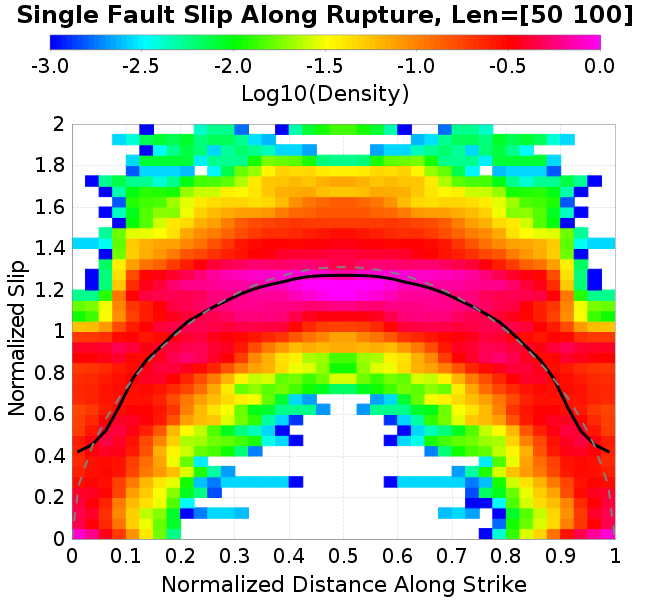 Single Fault Slip Along Rupture, Len=[50 100]
-3.0 -2.5 -2.0 -1.5 -1.0 -0.5 0.0
Log10(Density)
2
1.8
1.6
1.4
1.2
1
0.8
0.6
0.4
0.2
0
Normalized Slip
0 0.1 0.2 0.3 0.4 0.5 0.6 0.7 0.8 0.9 1
Normalized Distance Along Strike